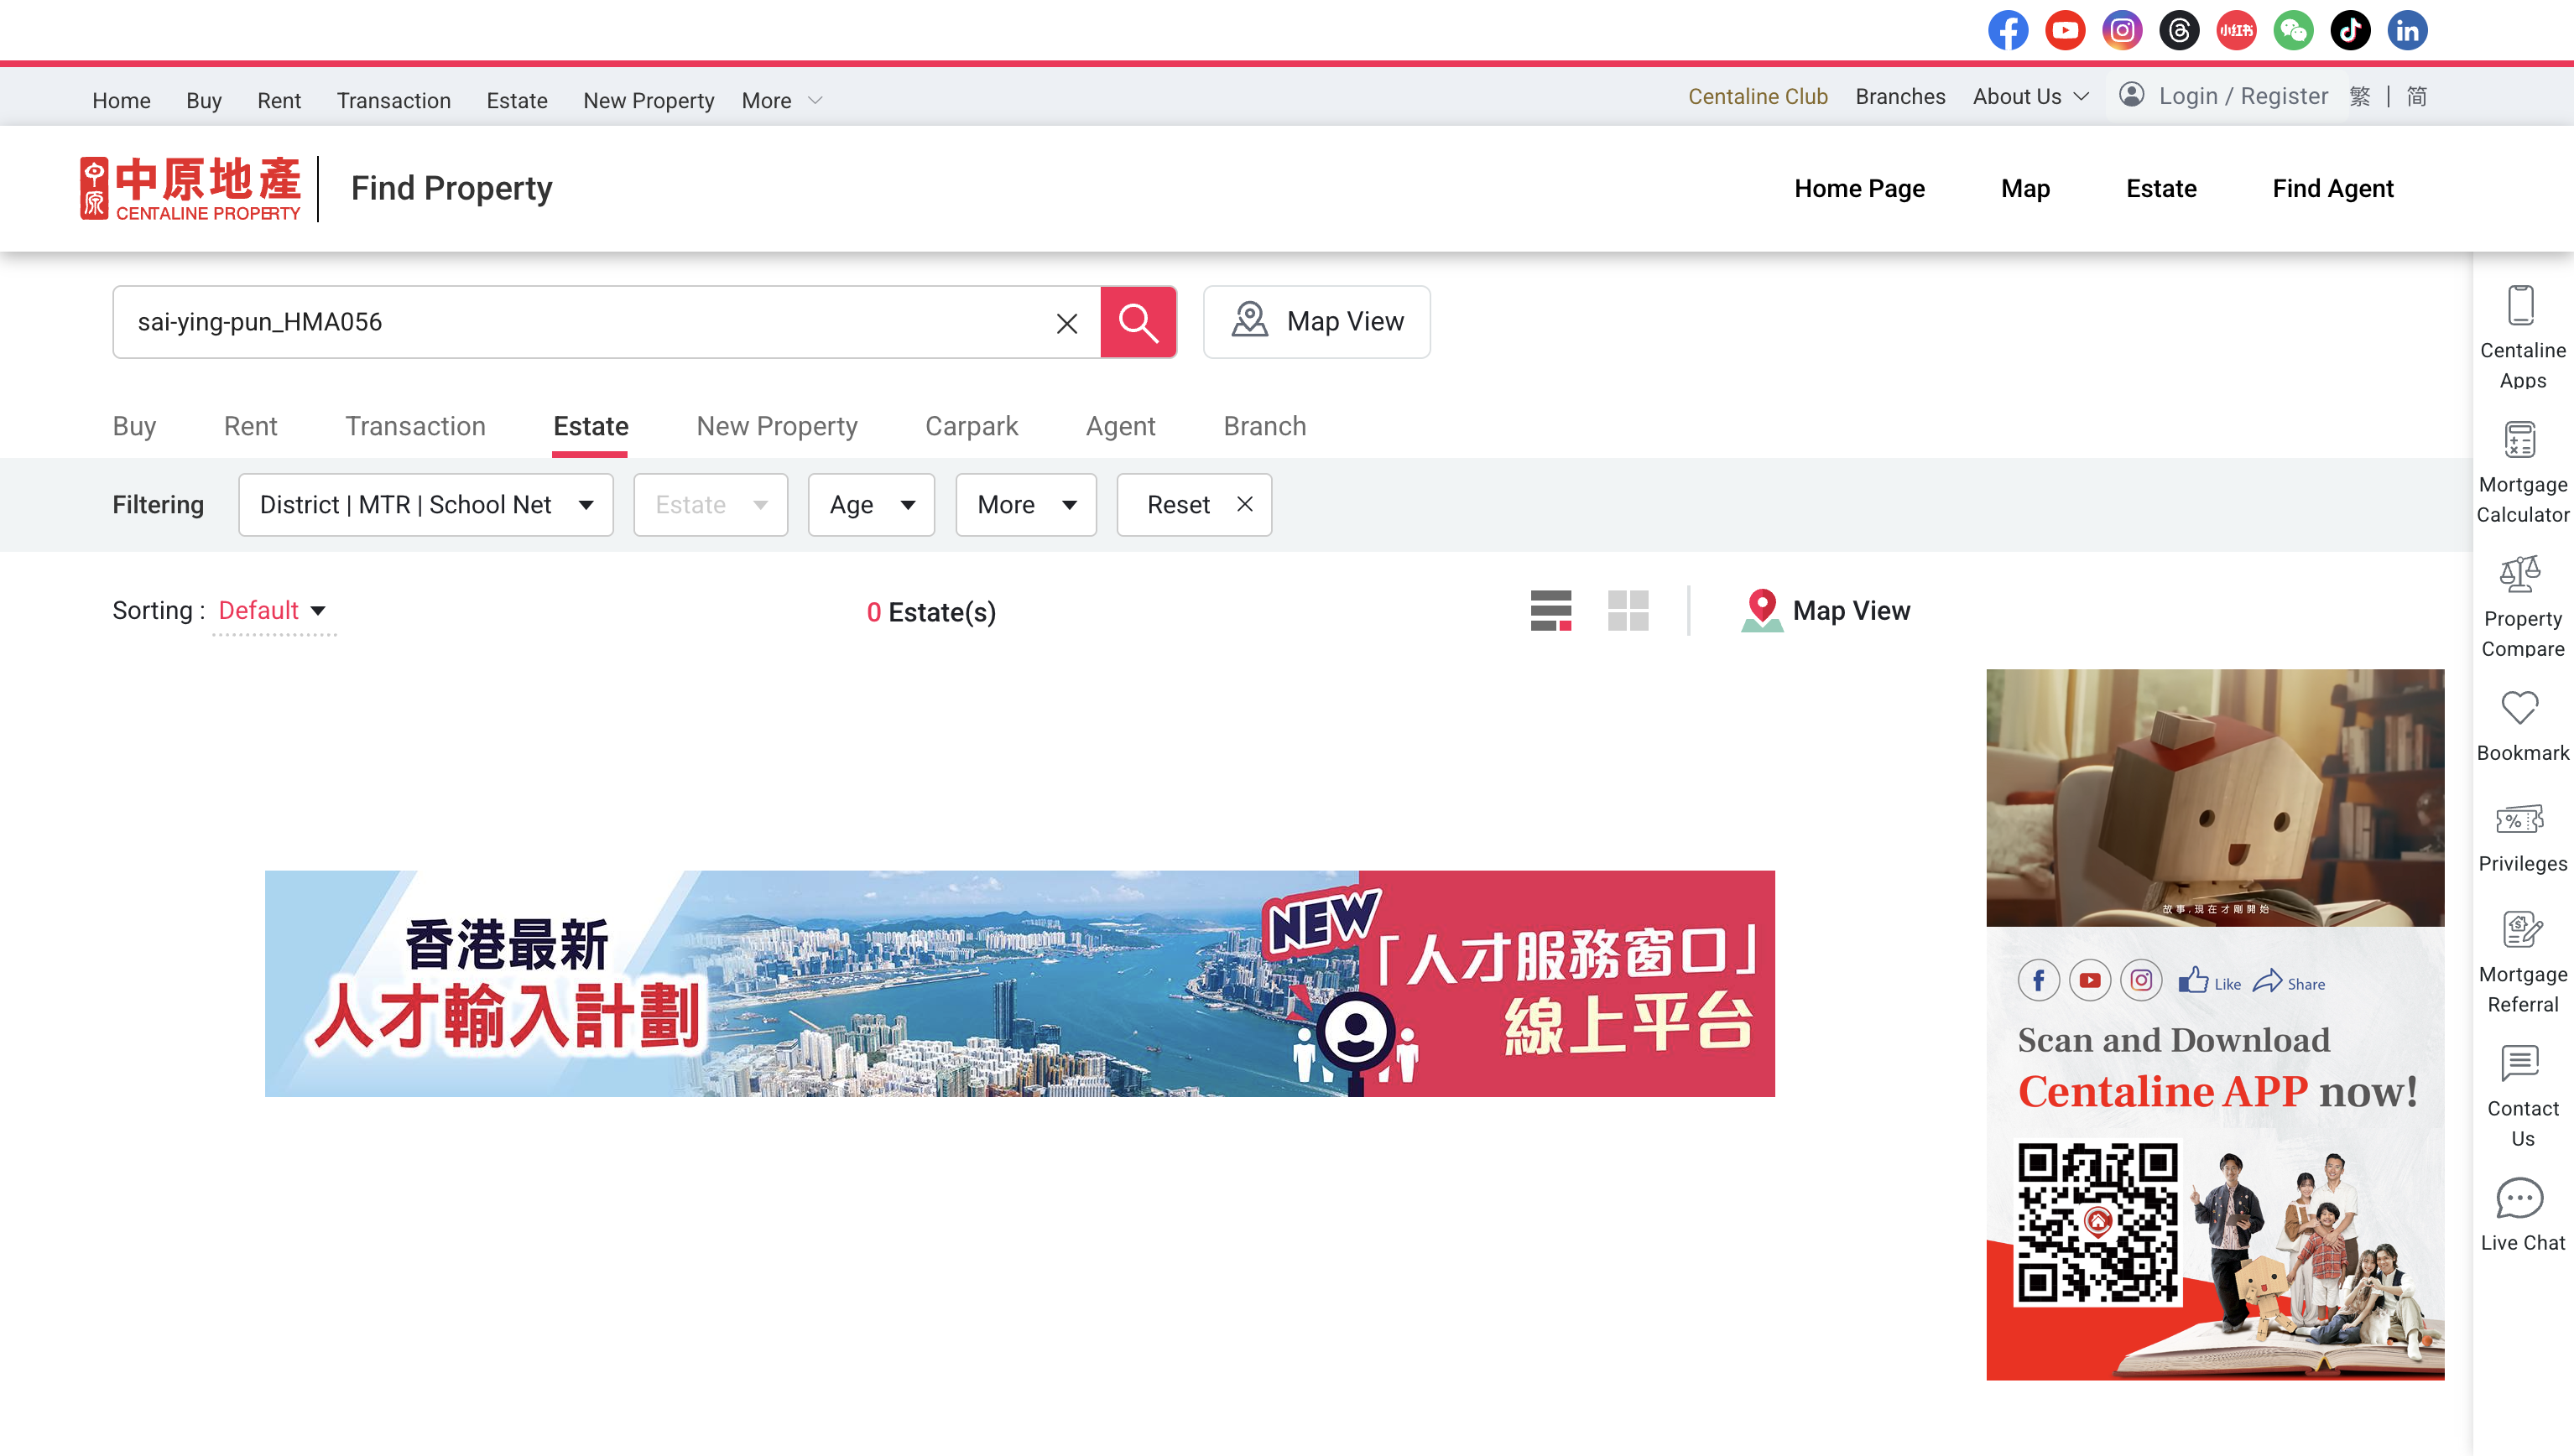 小红书
Home Buy Rent Transaction Estate New Property More
Centaline Club Branches About Us Login / Register 繁 | 简
中原
中原地產
CENTALINE PROPERTY
Find Property
Home Page Map Estate Find Agent
sai-ying-pun_HMA056
Map View
Buy Rent Transaction Estate New Property Carpark Agent Branch
Filtering District | MTR | School Net Estate Age More Reset
Sorting : Default
0 Estate(s)
Map View
香港最新
人才輸入計劃
NEW
「人才服務窗口」
線上平台
故事,現在才剛開始
Like Share
Scan and Download
Centaline APP now!
Centaline
Apps
Mortgage
Calculator
Property
Compare
Bookmark
Privileges
Mortgage
Referral
Contact
Us
Live Chat